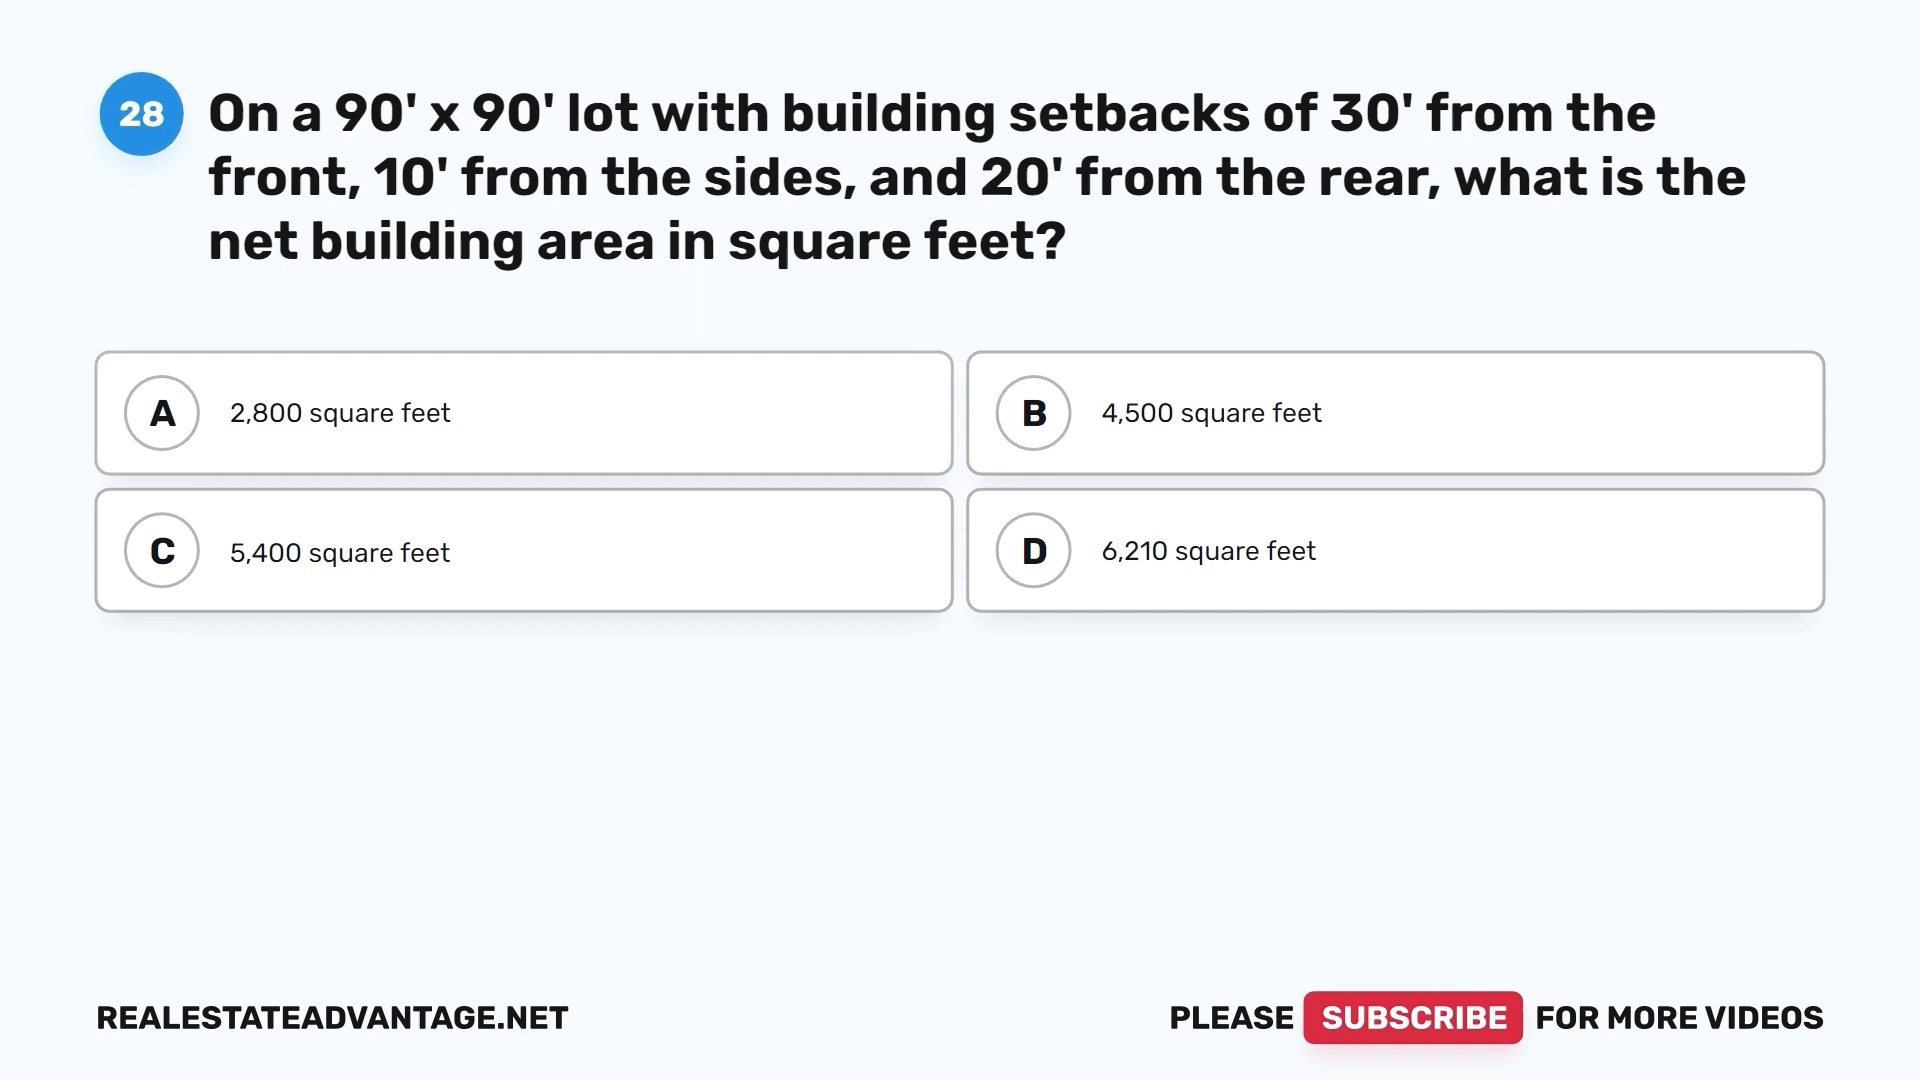 28
On a 90' x 90' lot with building setbacks of 30' from the
front, 10' from the sides, and 20' from the rear, what is the
net building area in square feet?
A 2,800 square feet
B 4,500 square feet
C 5,400 square feet
D 6,210 square feet
REALESTATEADVANTAGE.NET
PLEASE SUBSCRIBE FOR MORE VIDEOS